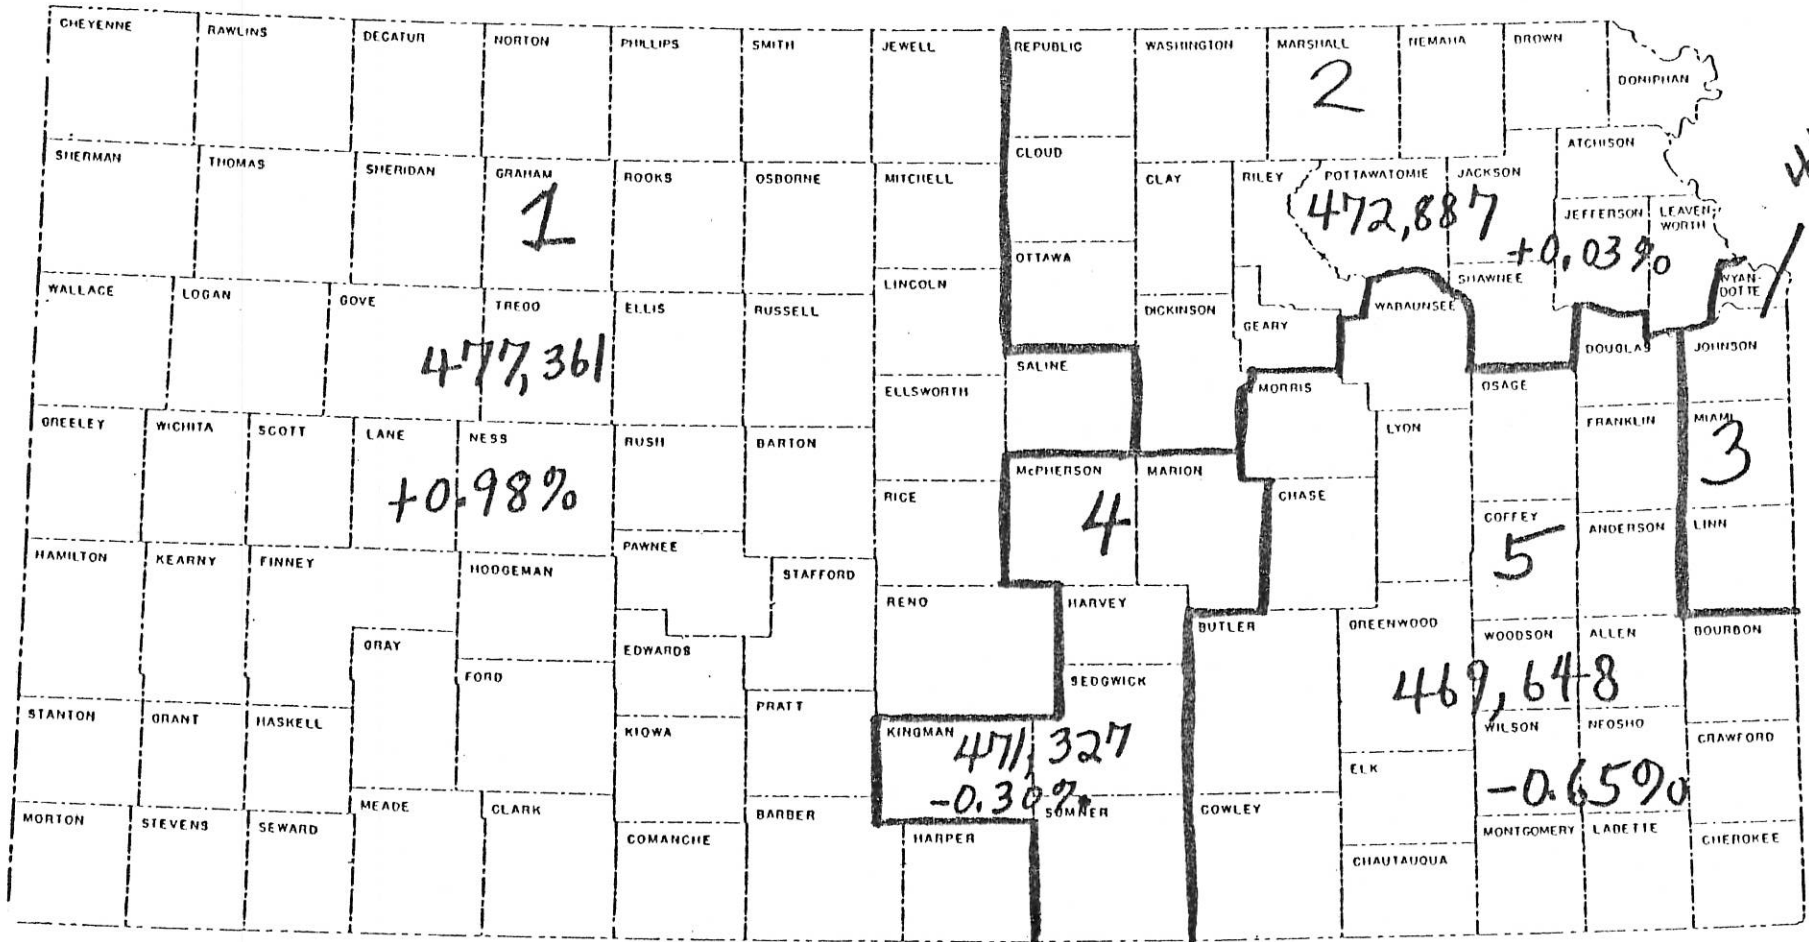 CHEYENNE RAWLINS DECATUR NORTON PHILLIPS SMITH JEWELL REPUBLIC WASHINGTON MARSHALL NEMAHA BROWN
DONIPHAN
2
SHERMAN THOMAS SHERIDAN GRAHAM ROOKS OSBORNE MITCHELL CLOUD CLAY RILEY POTTAWATOMIE JACKSON ATCHISON
1
472,887
JEFFERSON LEAVEN-
WORTH
+0.03%
OTTAWA
WALLACE LOGAN GOVE TREGO ELLIS RUSSELL LINCOLN DICKINSON GEARY WABAUNSEE SHAWNEE WYAN-
DOTTE
477,361
SALINE MORRIS OSAGE DOUGLAS JOHNSON
ELLSWORTH
GREELEY WICHITA SCOTT LANE NESS RUSH BARTON LYON FRANKLIN MIAMI
3
+0.98%
RICE McPHERSON MARION CHASE
4
COFFEY ANDERSON LINN
5
HAMILTON KEARNY FINNEY HODGEMAN PAWNEE STAFFORD
RENO HARVEY BUTLER GREENWOOD WOODSON ALLEN BOURBON
GRAY FORD EDWARDS SEDGWICK
469,648
STANTON GRANT HASKELL KIOWA PRATT KINGMAN WILSON NEOSHO CRAWFORD
471,327
-0.30%
ELK
-0.65%
MORTON STEVENS SEWARD MEADE CLARK COMANCHE BARBER HARPER SUMNER COWLEY MONTGOMERY LABETTE CHEROKEE
CHAUTAUQUA